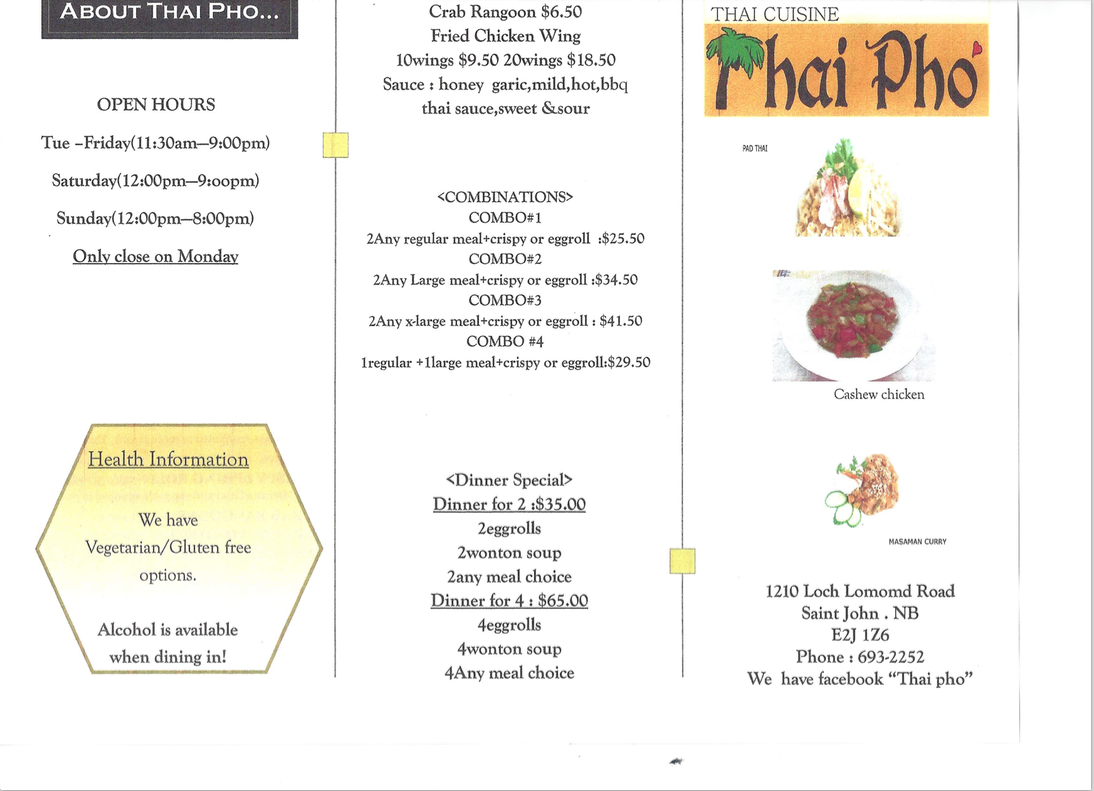 ABOUT THAI PHO...
OPEN HOURS
Tue –Friday(11:30am—9:00pm)
Saturday(12:00pm—9:oopm)
Sunday(12:00pm—8:00pm)
Only close on Monday
Health Information
We have
Vegetarian/Gluten free
options.
Alcohol is available
when dining in!
Crab Rangoon $6.50
Fried Chicken Wing
10wings $9.50 20wings $18.50
Sauce : honey garic,mild,hot,bbq
thai sauce,sweet &sour
<COMBINATIONS>
COMBO#1
2Any regular meal+crispy or eggroll :$25.50
COMBO#2
2Any Large meal+crispy or eggroll :$34.50
COMBO#3
2Any x-large meal+crispy or eggroll : $41.50
COMBO #4
1regular +1large meal+crispy or eggroll:$29.50
<Dinner Special>
Dinner for 2 :$35.00
2eggrolls
2wonton soup
2any meal choice
Dinner for 4 : $65.00
4eggrolls
4wonton soup
4Any meal choice
THAI CUISINE
Thai Pho
PAD THAI
Cashew chicken
MASAMAN CURRY
1210 Loch Lomomd Road
Saint John . NB
E2J 1Z6
Phone : 693-2252
We have facebook “Thai pho”